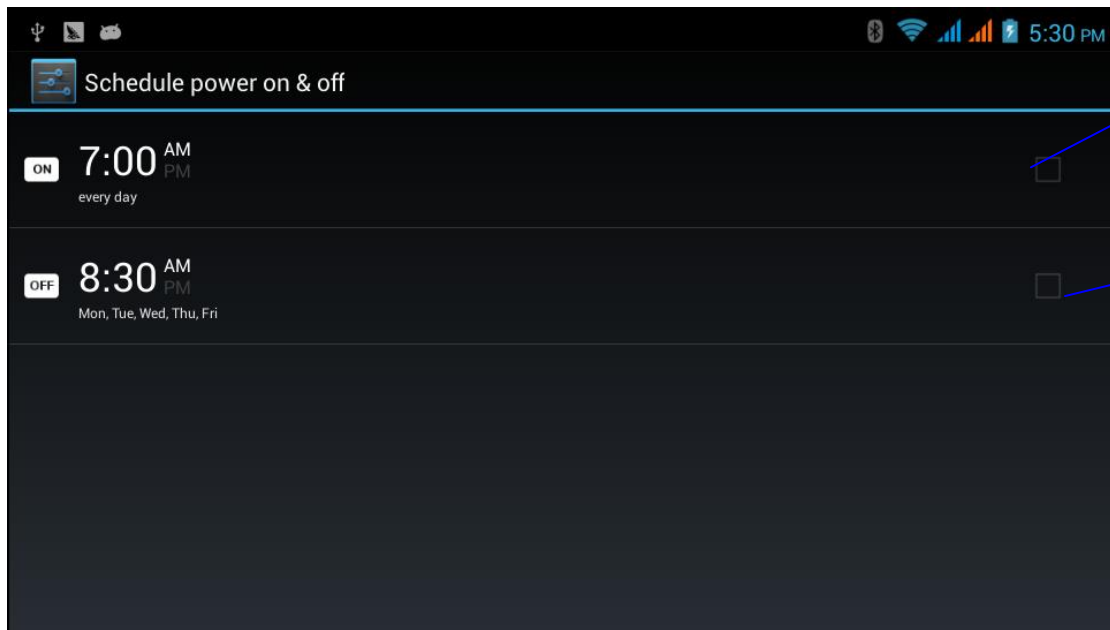 5:30 PM
Schedule power on & off
ON 7:00 AM
PM
every day
OFF 8:30 AM
PM
Mon, Tue, Wed, Thu, Fri